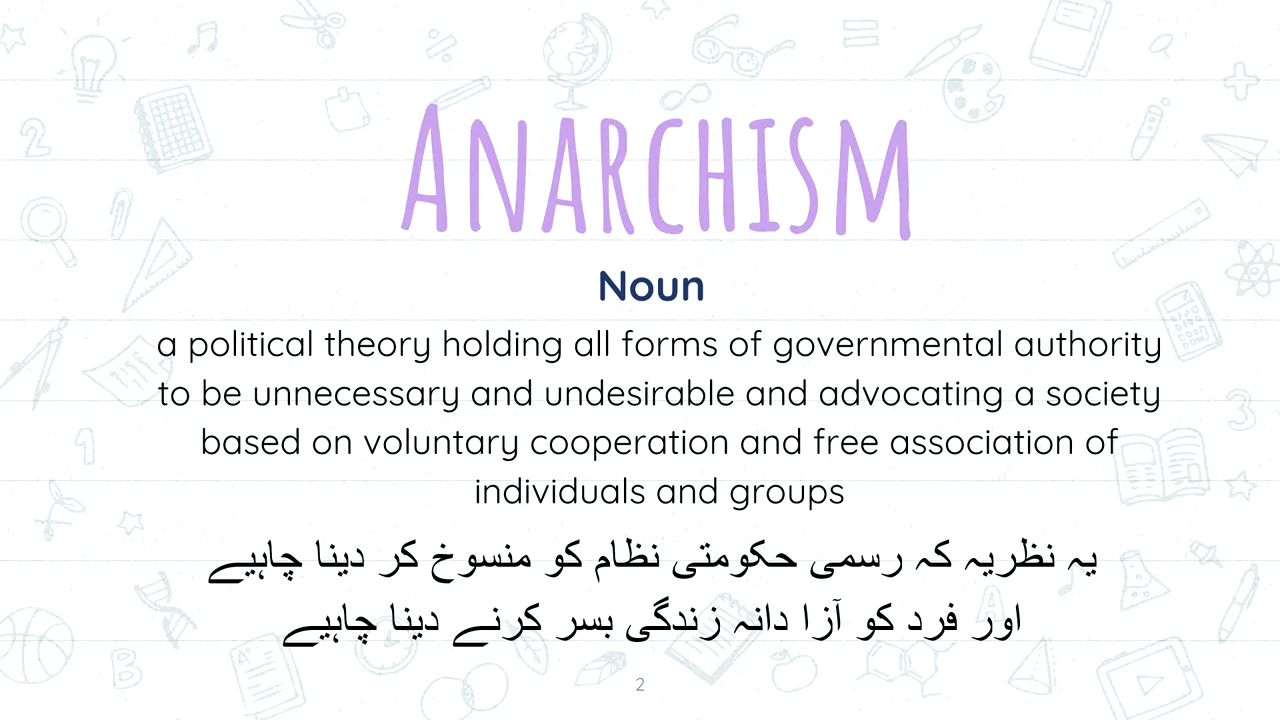 ANARCHISM
Noun
a political theory holding all forms of governmental authority
to be unnecessary and undesirable and advocating a society
based on voluntary cooperation and free association of
individuals and groups
یہ نظریہ کہ رسمی حکومتی نظام کو منسوخ کر دینا چاہیے
اور فرد کو آزا دانہ زندگی بسر کرنے دینا چاہیے
2